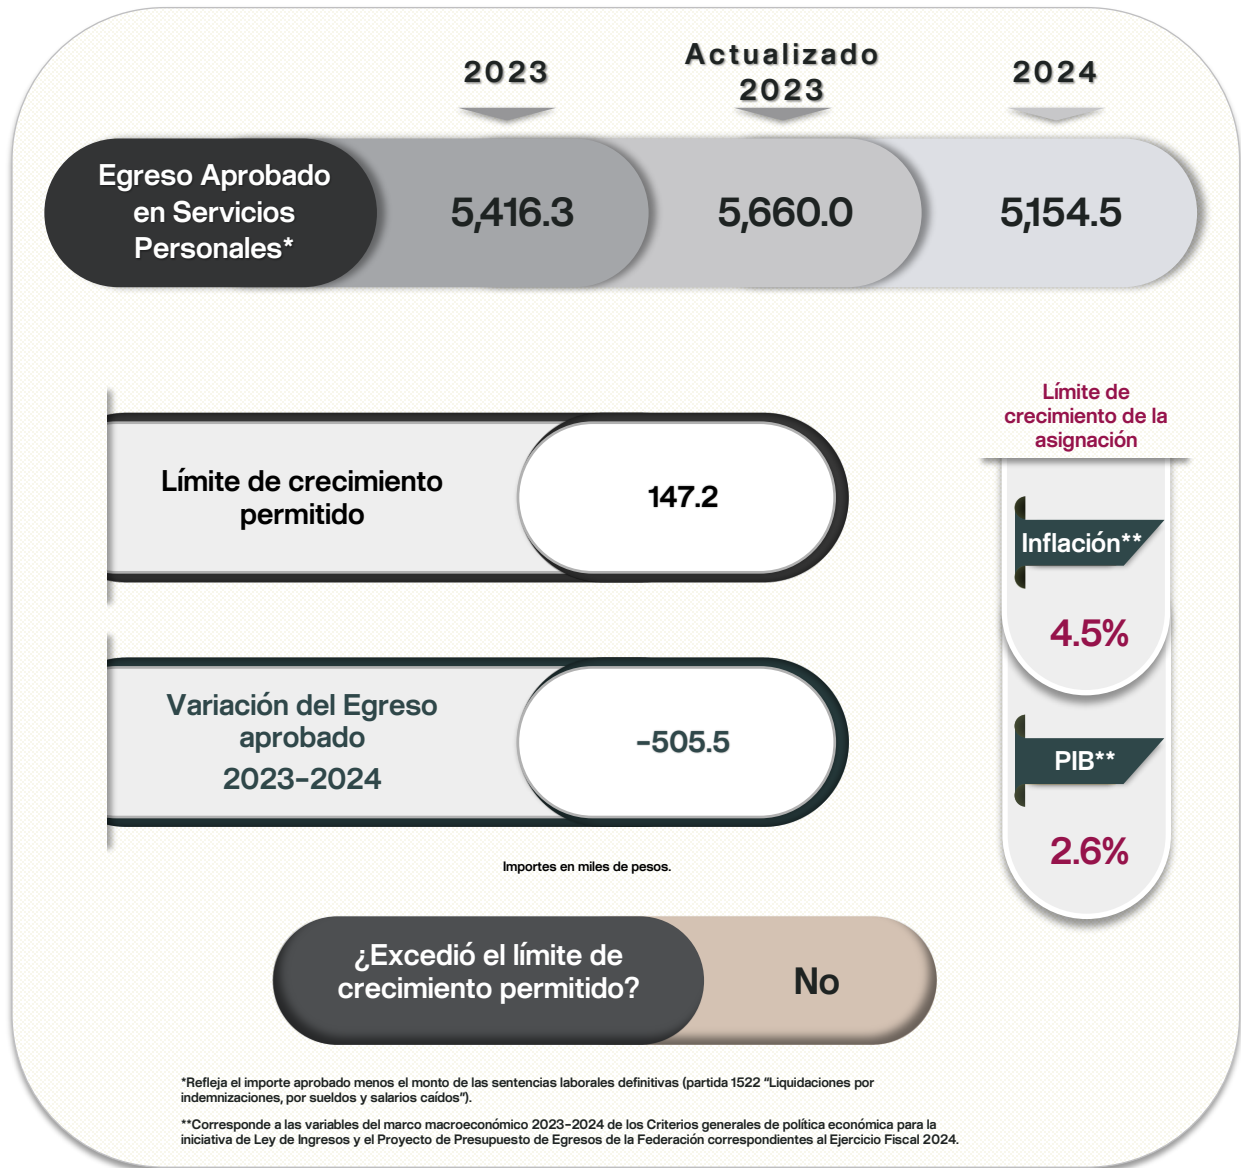 2023
Actualizado
2023
2024
Egreso Aprobado
en Servicios
Personales*
5,416.3
5,660.0
5,154.5
Límite de crecimiento
permitido
147.2
Límite de
crecimiento de la
asignación
Inflación**
4.5%
Variación del Egreso
aprobado
2023-2024
-505.5
PIB**
2.6%
Importes en miles de pesos.
¿Excedió el límite de
crecimiento permitido?
No
*Refleja el importe aprobado menos el monto de las sentencias laborales definitivas (partida 1522 "Liquidaciones por
indemnizaciones, por sueldos y salarios caídos").
**Corresponde a las variables del marco macroeconómico 2023-2024 de los Criterios generales de política económica para la
iniciativa de Ley de Ingresos y el Proyecto de Presupuesto de Egresos de la Federación correspondientes al Ejercicio Fiscal 2024.